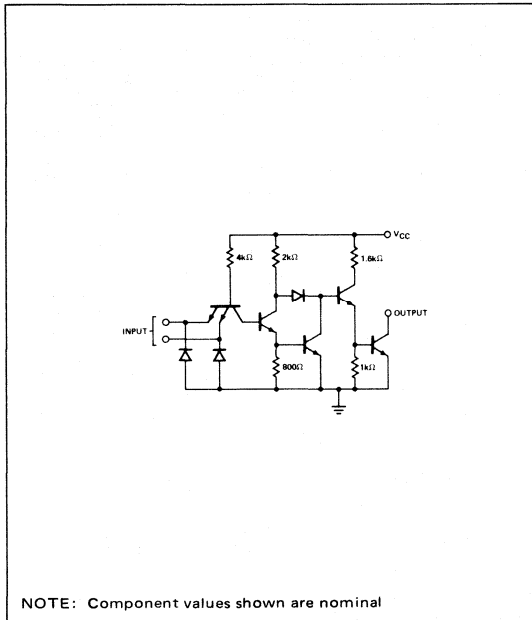 VCC
4kΩ
2kΩ
1.6kΩ
INPUT
OUTPUT
800Ω
1kΩ
NOTE: Component values shown are nominal